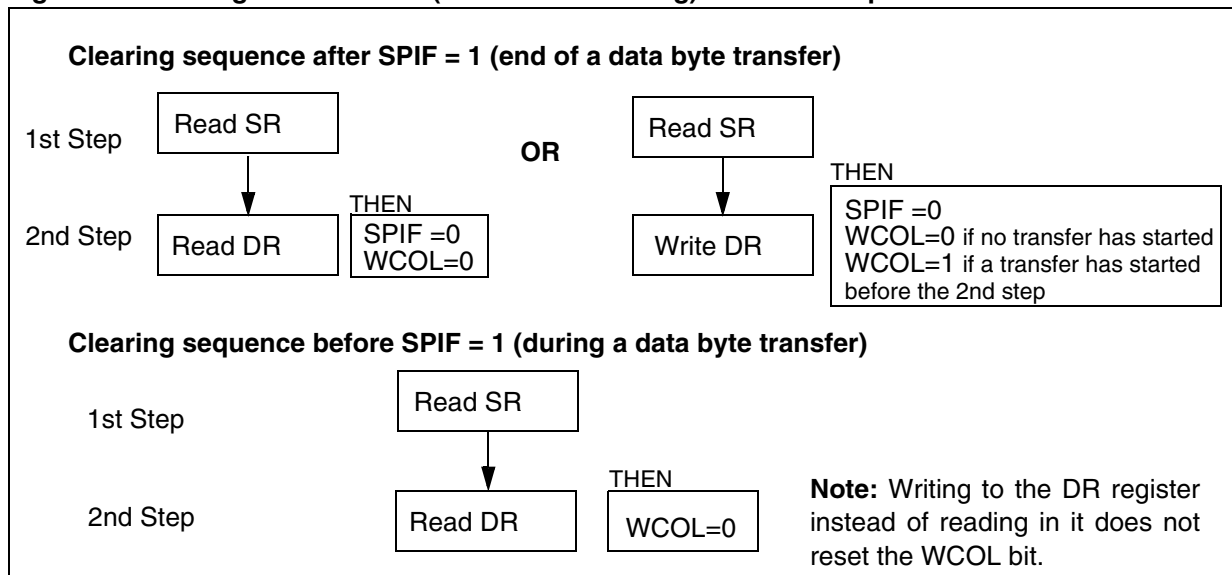 Clearing sequence after SPIF = 1 (end of a data byte transfer)
1st Step
Read SR
OR
Read SR
THEN
2nd Step
Read DR
THEN
SPIF =0
WCOL=0
Write DR
SPIF =0
WCOL=0 if no transfer has started
WCOL=1 if a transfer has started
before the 2nd step
Clearing sequence before SPIF = 1 (during a data byte transfer)
1st Step
Read SR
2nd Step
Read DR
THEN
WCOL=0
Note: Writing to the DR register
instead of reading in it does not
reset the WCOL bit.